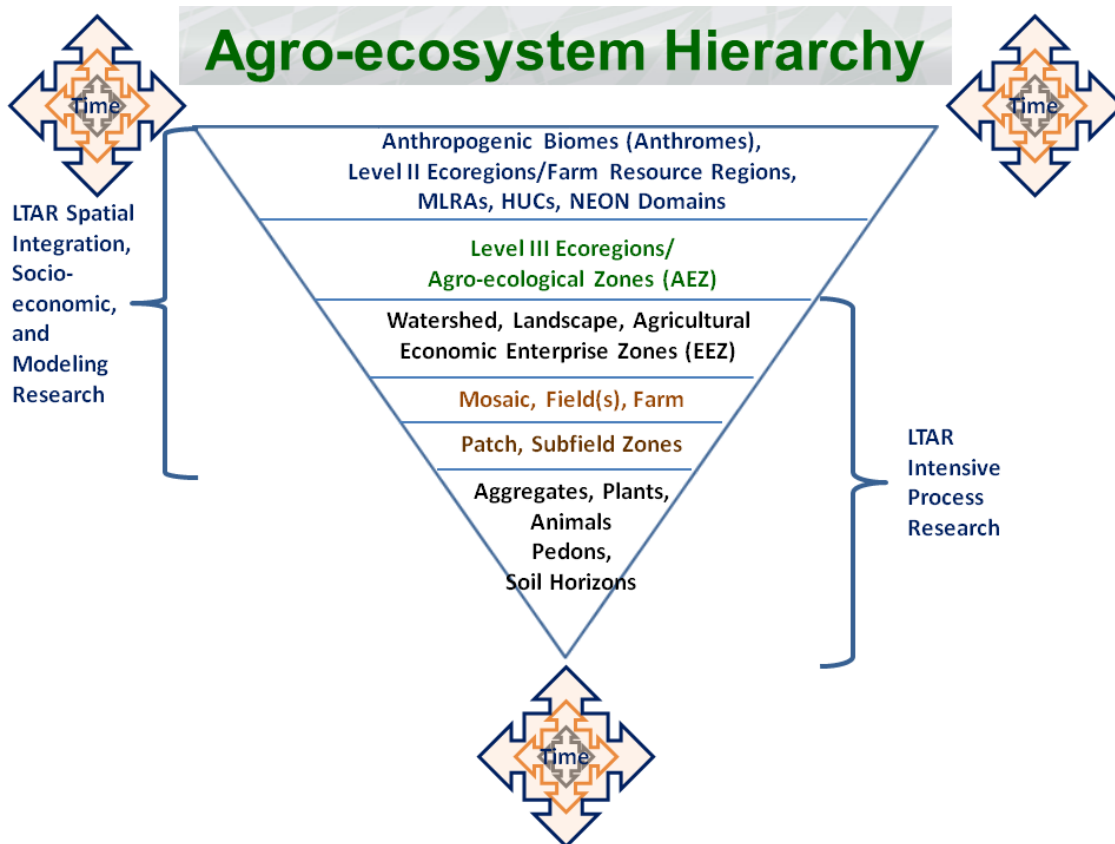 Agro-ecosystem Hierarchy
Time
Time
Anthropogenic Biomes (Anthromes),
Level II Ecoregions/Farm Resource Regions,
MLRAs, HUCs, NEON Domains
LTAR Spatial
Integration,
Socio-
economic,
and
Modeling
Research
Level III Ecoregions/
Agro-ecological Zones (AEZ)
Watershed, Landscape, Agricultural
Economic Enterprise Zones (EEZ)
Mosaic, Field(s), Farm
Patch, Subfield Zones
Aggregates, Plants,
Animals
Pedons,
Soil Horizons
LTAR
Intensive
Process
Research
Time